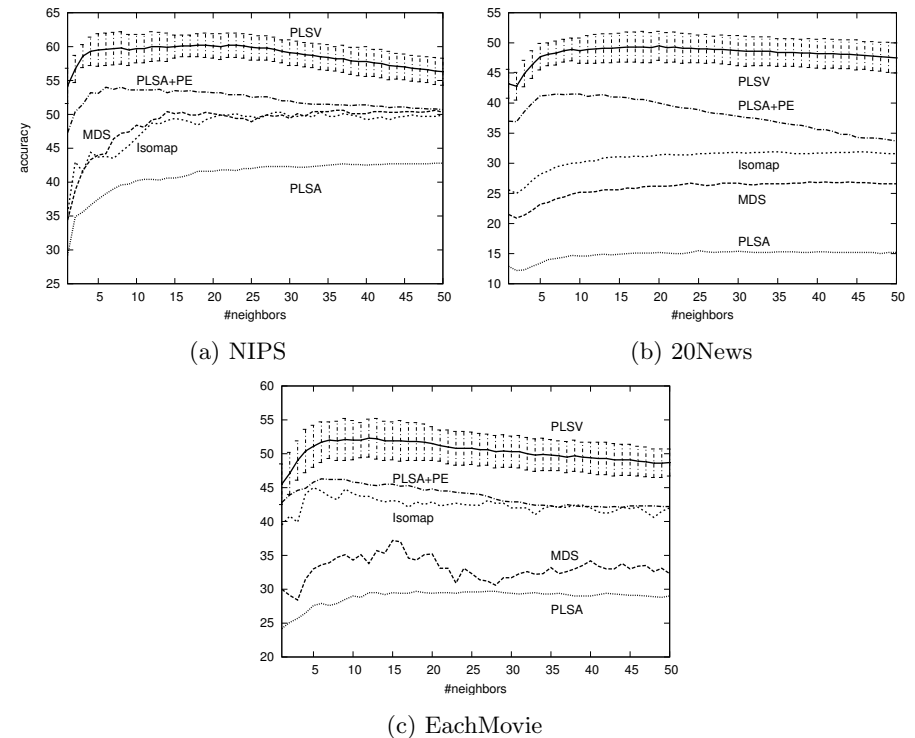 65
60
55
50
45
40
35
30
25
accuracy
PLSV
PLSA+PE
MDS
Isomap
PLSA
5 10 15 20 25 30 35 40 45 50
#neighbors
(a) NIPS
55
50
45
40
35
30
25
20
15
10
PLSV
PLSA+PE
Isomap
MDS
PLSA
5 10 15 20 25 30 35 40 45 50
#neighbors
(b) 20News
60
55
50
45
40
35
30
25
20
PLSV
PLSA+PE
Isomap
MDS
PLSA
5 10 15 20 25 30 35 40 45 50
#neighbors
(c) EachMovie